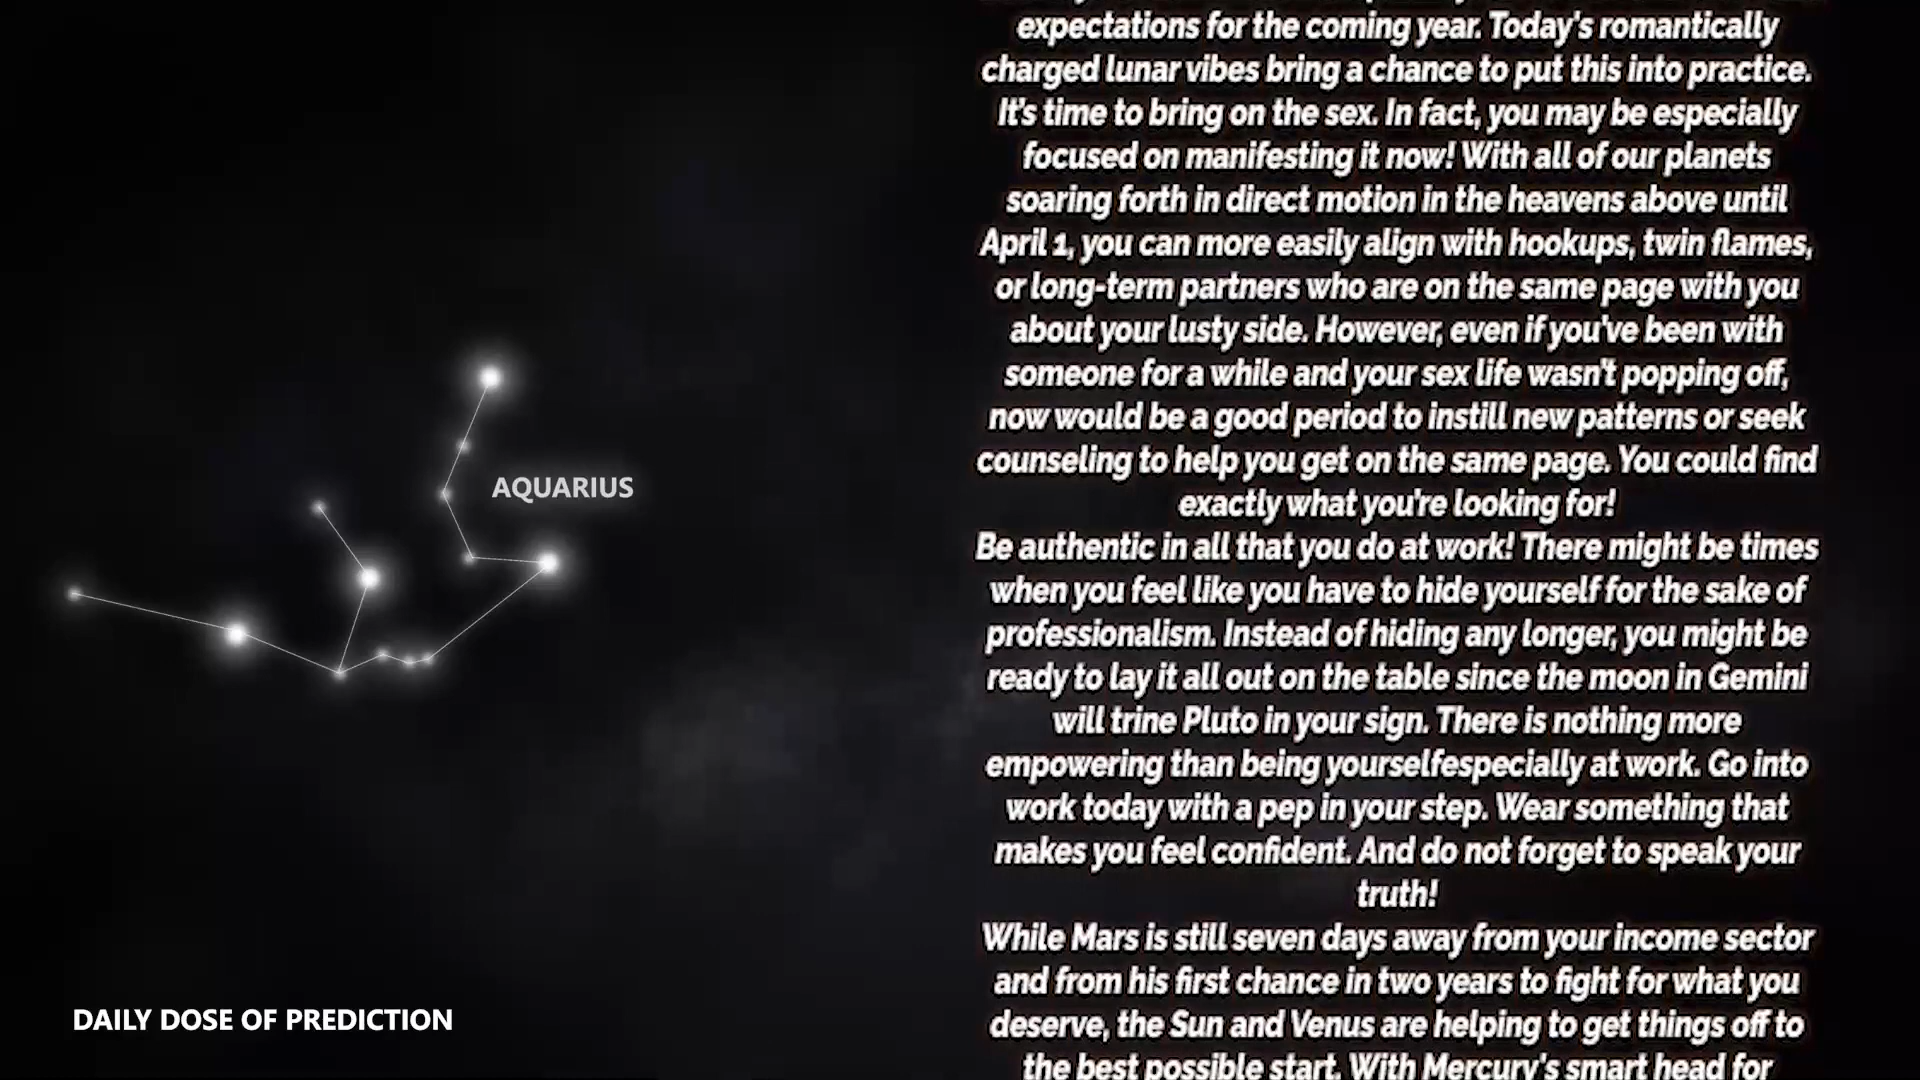 expectations for the coming year. Today's romantically
charged lunar vibes bring a chance to put this into practice.
It's time to bring on the sex. In fact, you may be especially
focused on manifesting it now! With all of our planets
soaring forth in direct motion in the heavens above until
April 1, you can more easily align with hookups, twin flames,
or long-term partners who are on the same page with you
about your lusty side. However, even if you've been with
someone for a while and your sex life wasn't popping off,
now would be a good period to instill new patterns or seek
counseling to help you get on the same page. You could find
exactly what you're looking for!
Be authentic in all that you do at work! There might be times
when you feel like you have to hide yourself for the sake of
professionalism. Instead of hiding any longer, you might be
ready to lay it all out on the table since the moon in Gemini
will trine Pluto in your sign. There is nothing more
empowering than being yourselfespecially at work. Go into
work today with a pep in your step. Wear something that
makes you feel confident. And do not forget to speak your
truth!
While Mars is still seven days away from your income sector
and from his first chance in two years to fight for what you
deserve, the Sun and Venus are helping to get things off to
the best possible start. With Mercury's smart head for
AQUARIUS
DAILY DOSE OF PREDICTION